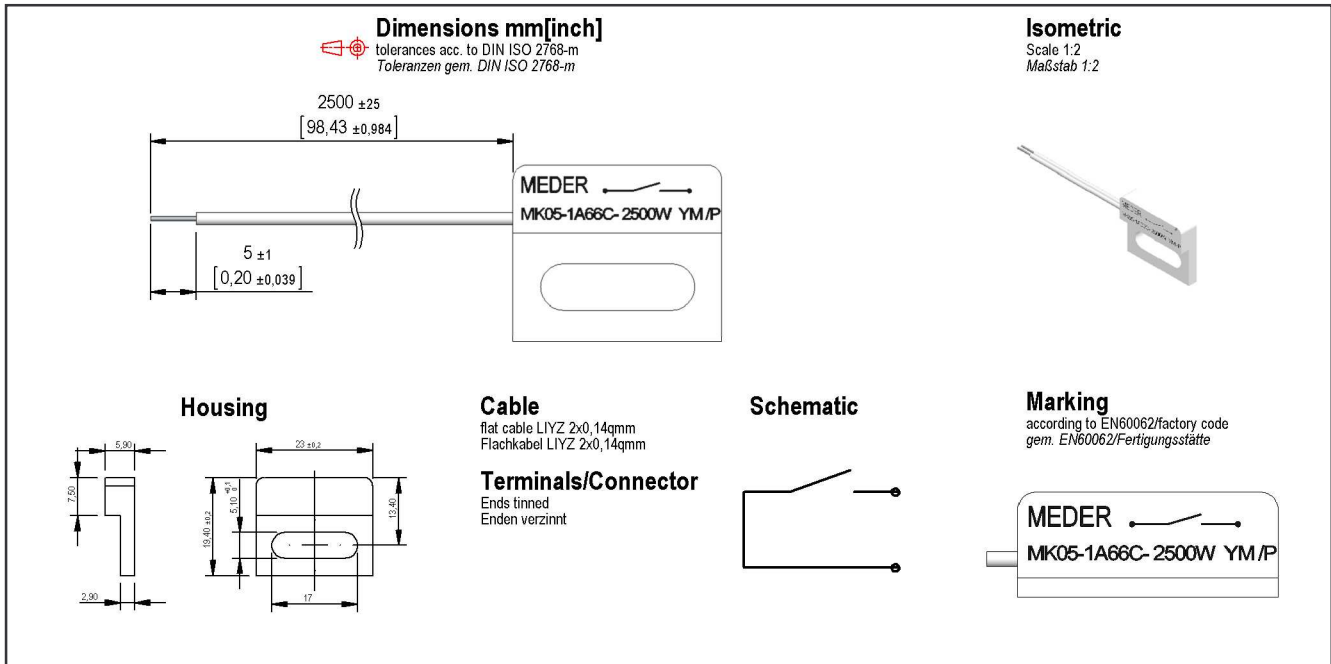 Dimensions mm[inch]
tolerances acc. to DIN ISO 2768-m
Toleranzen gem. DIN ISO 2768-m
Isometric
Scale 1:2
Maßstab 1:2
2500 ±25
[98,43 ±0,984]
MEDER
MK05-1A66C-2500W YM/P
5 ±1
[0,20 ±0,039]
MEDER
Housing
5,90
7,50
2,90
23 ±0,2
19,40 ±0,2
5,10 +0,1 0
13,40
17
Cable
flat cable LIYZ 2x0,14qmm
Flachkabel LIYZ 2x0,14qmm
Terminals/Connector
Ends tinned
Enden verzinnt
Schematic
Marking
according to EN60062/factory code
gem. EN60062/Fertigungsstätte
MEDER
MK05-1A66C-2500W YM/P